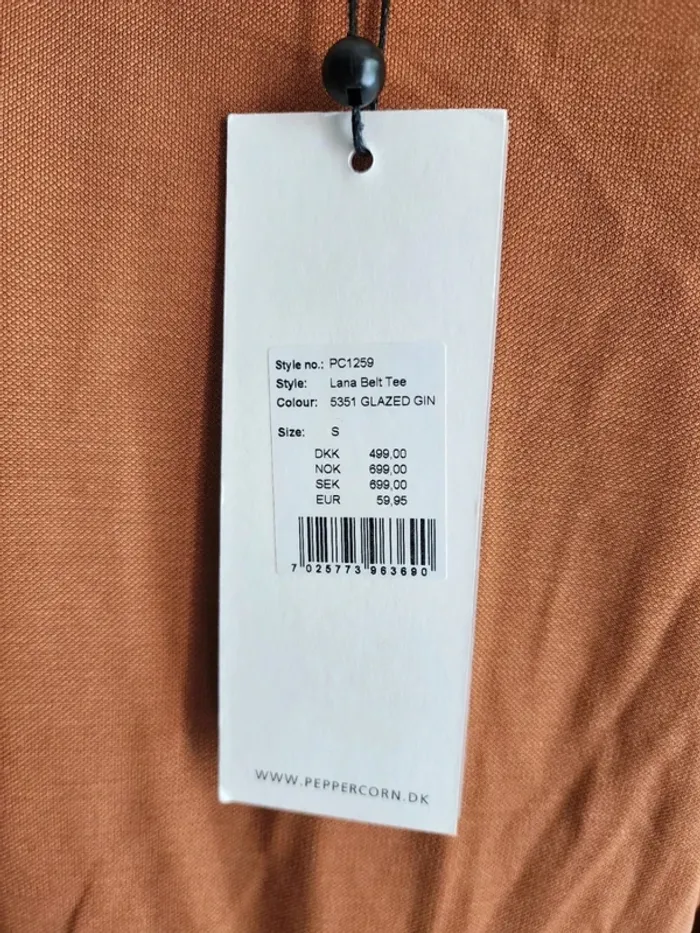 Style no.: PC1259
Style: Lana Belt Tee
Colour: 5351 GLAZED GIN
Size: S
DKK 499,00
NOK 699,00
SEK 699,00
EUR 59,95
7 025773 963690
WWW.PEPPERCORN.DK